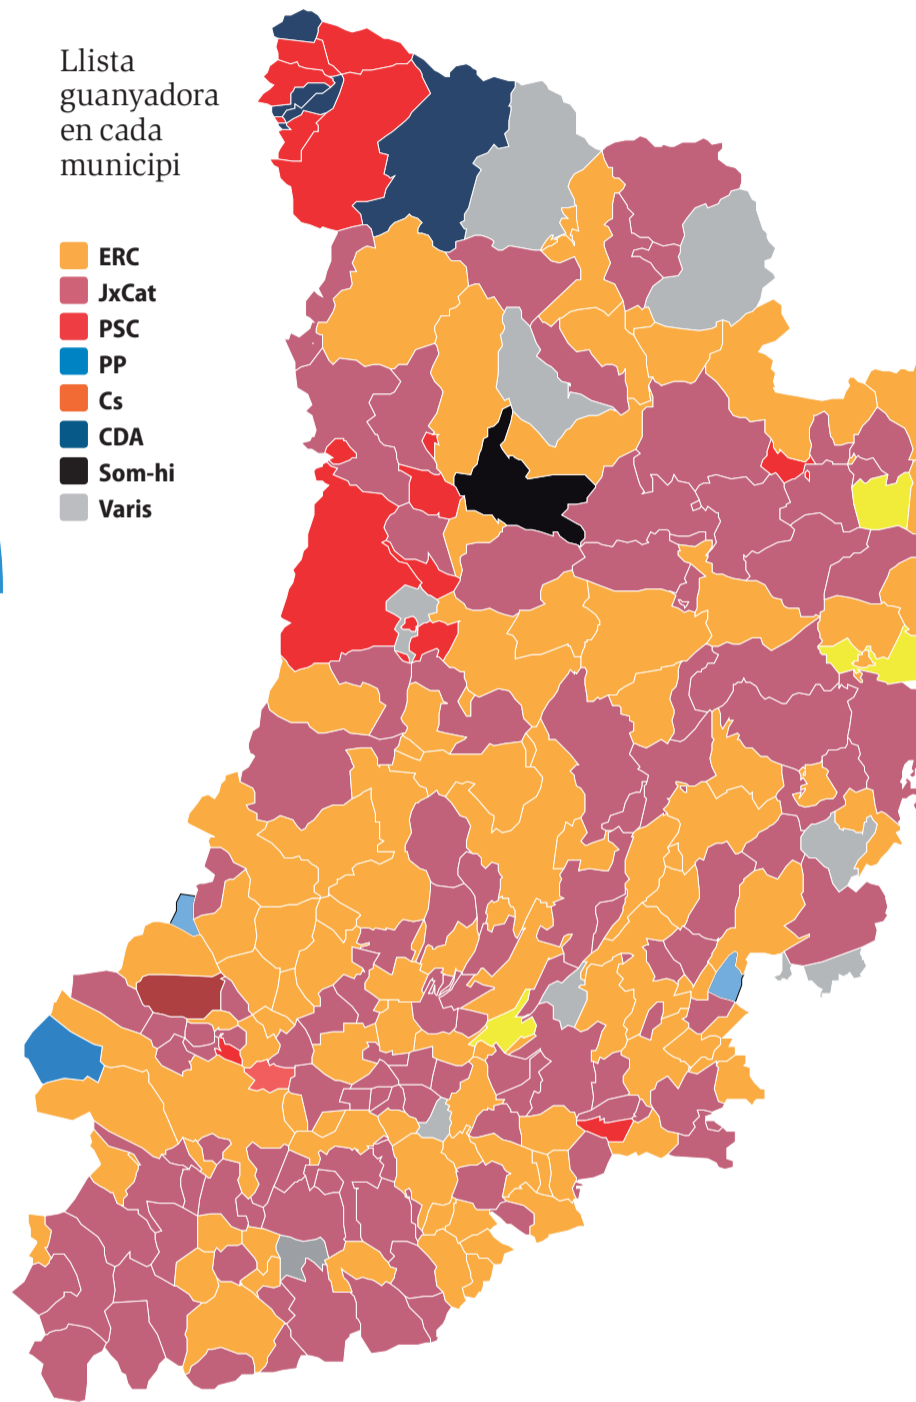 Llista
guanyadora
en cada
municipi
ERC
JxCat
PSC
PP
Cs
CDA
Som-hi
Varis